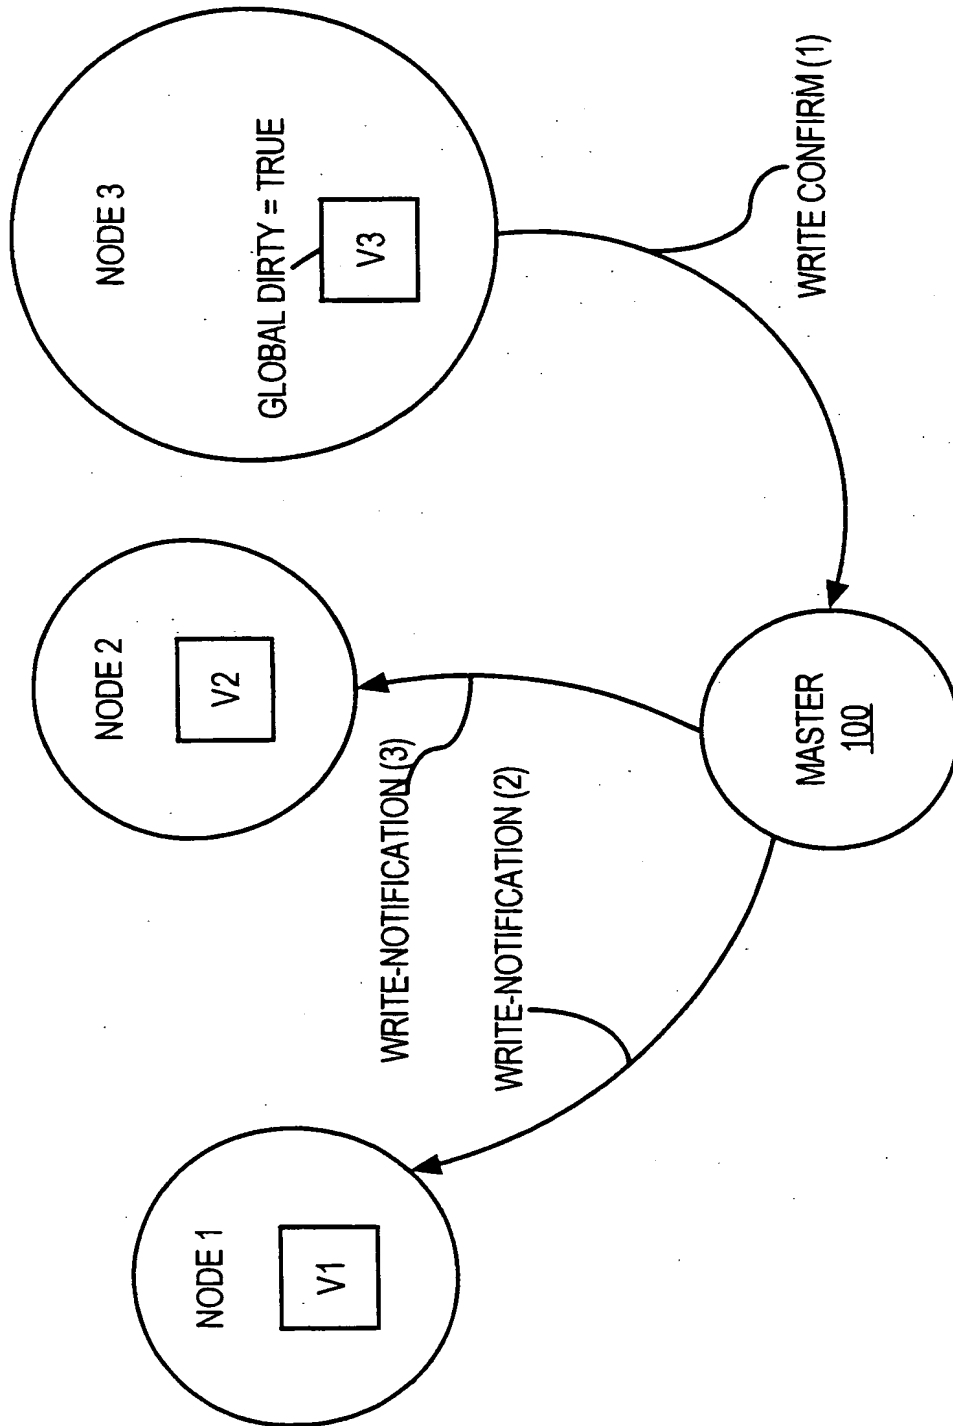 NODE 1
V1
NODE 2
V2
NODE 3
GLOBAL DIRTY = TRUE
V3
WRITE-NOTIFICATION (3)
WRITE-NOTIFICATION (2)
WRITE CONFIRM (1)
MASTER
100